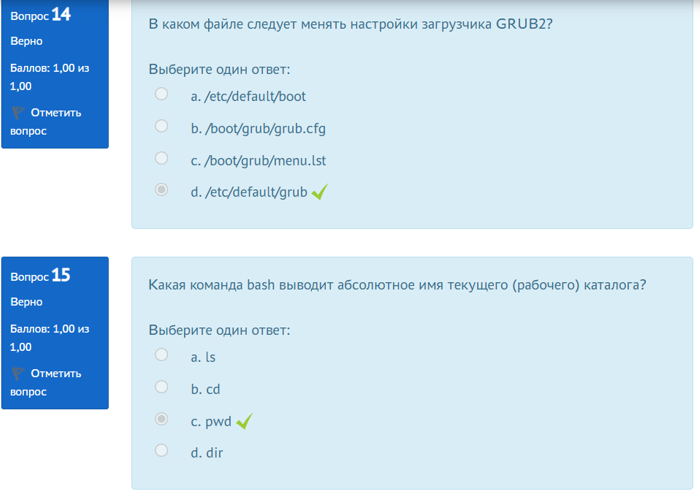 Вопрос 14
Верно
Баллов: 1,00 из
1,00
Отметить
вопрос
В каком файле следует менять настройки загрузчика GRUB2?
Выберите один ответ:
a. /etc/default/boot
b. /boot/grub/grub.cfg
c. /boot/grub/menu.lst
d. /etc/default/grub
Вопрос 15
Верно
Баллов: 1,00 из
1,00
Отметить
вопрос
Какая команда bash выводит абсолютное имя текущего (рабочего) каталога?
Выберите один ответ:
a. ls
b. cd
c. pwd
d. dir